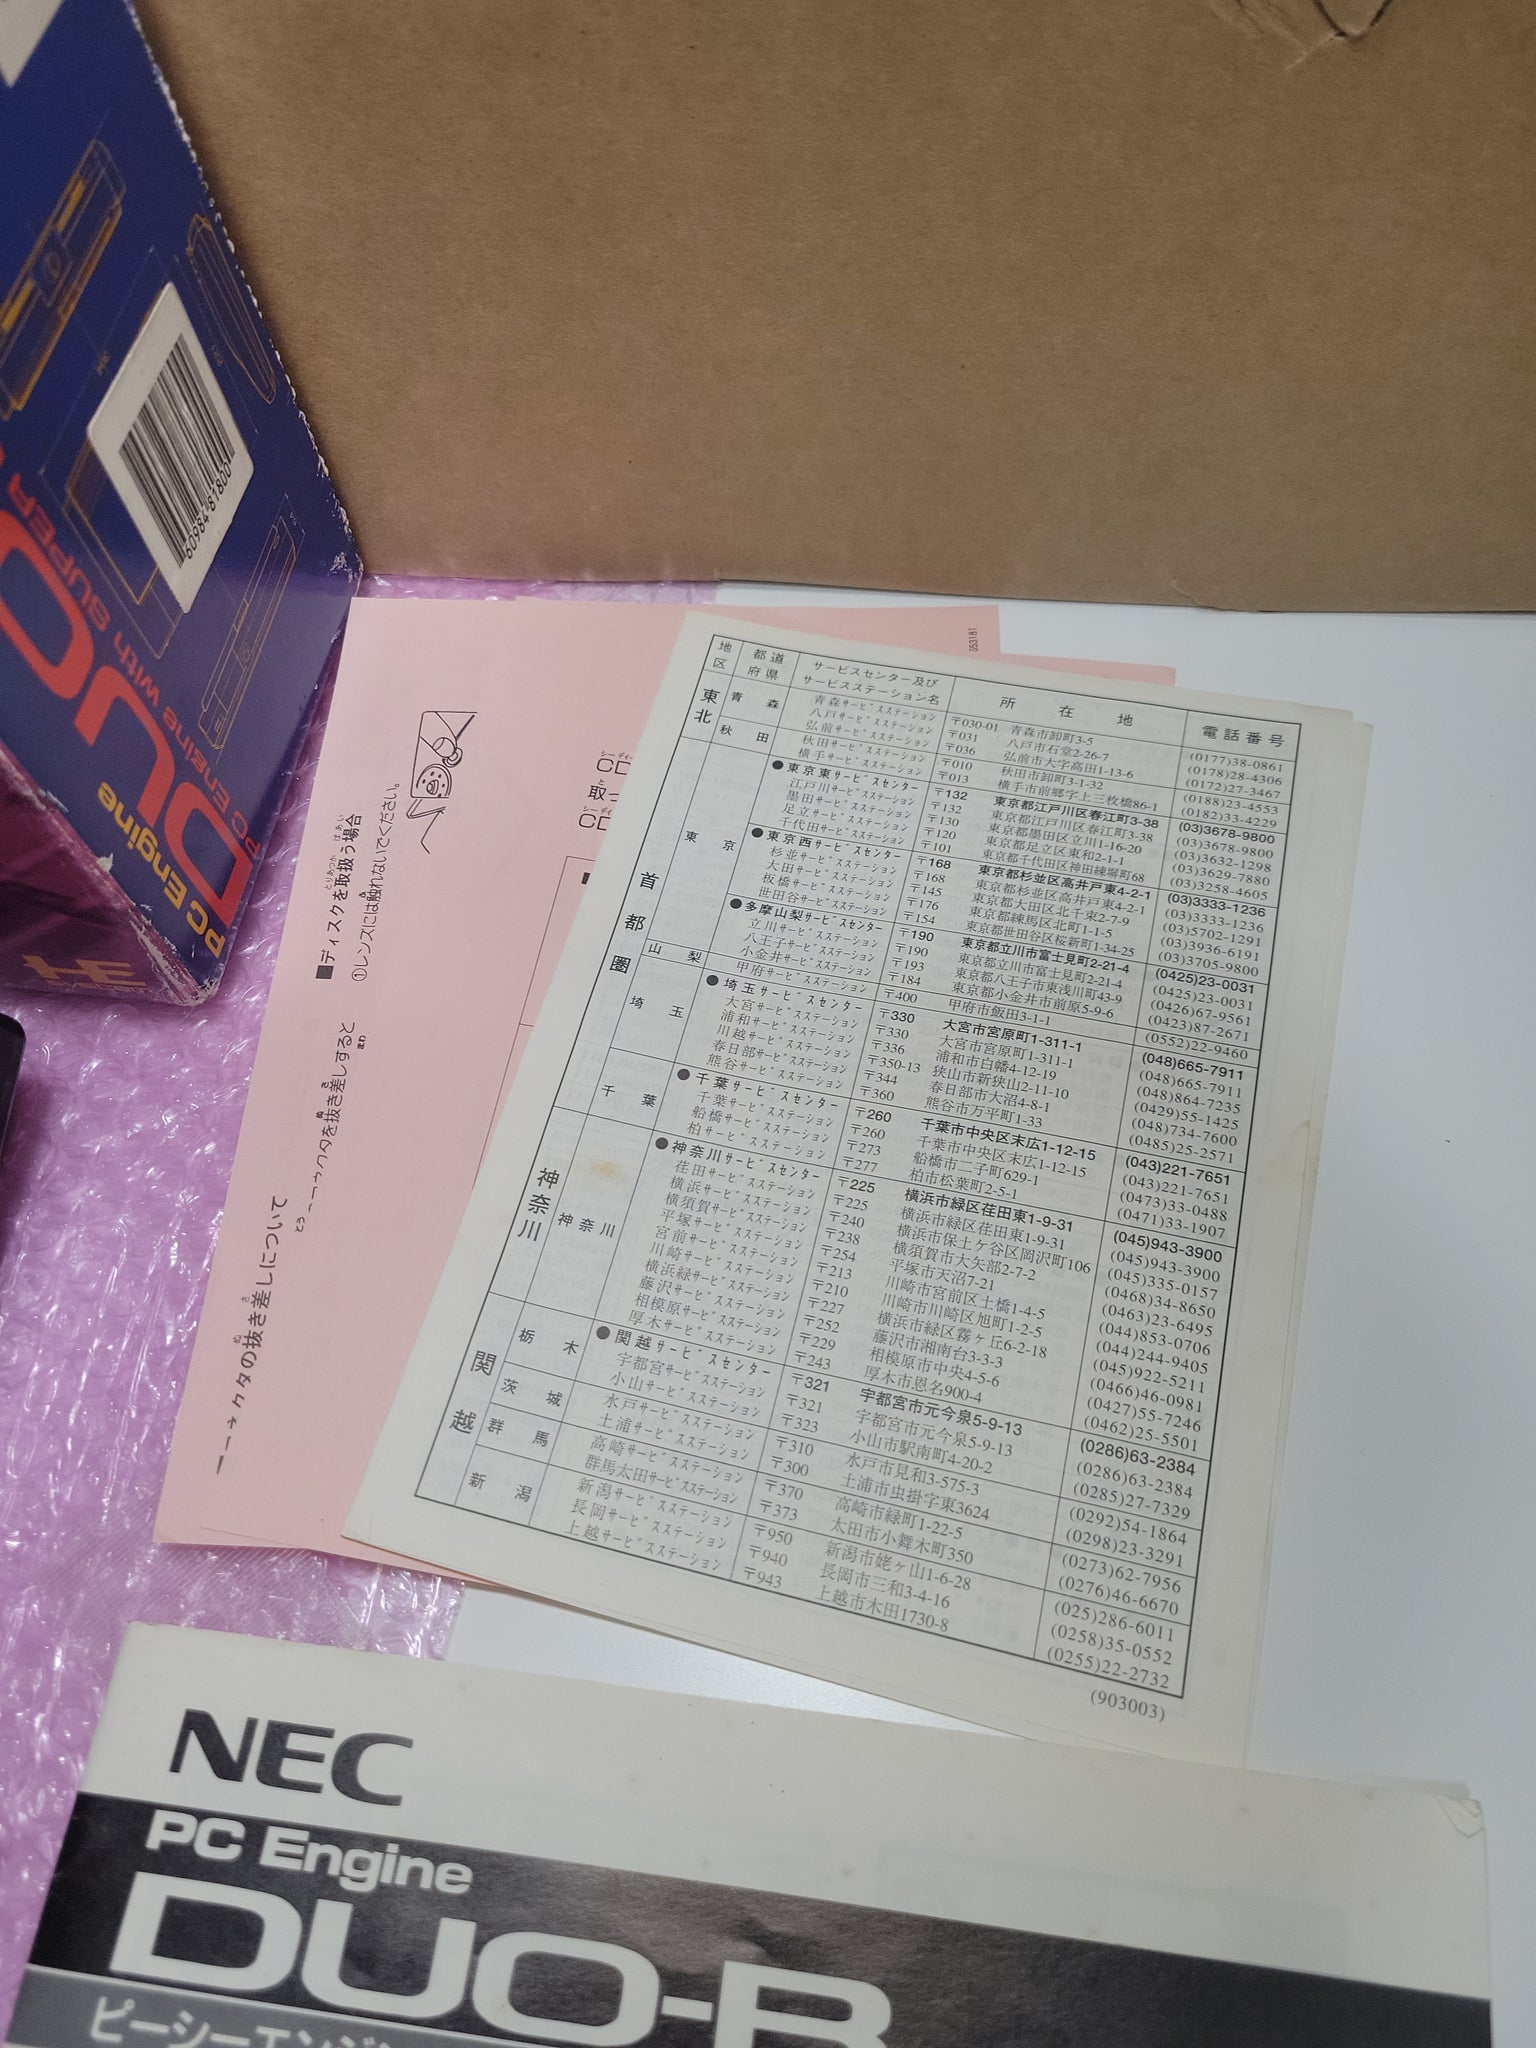 60984 81800
PC Engine
DUO
PC Engine with SUPER
953181
■ディスクを取扱う場合
①レンズには触れないでください。
を抜き差しすると
の抜き差しについて
地区 都道府県 サービスセンター及びサービスステーション名 所在地 電話番号
東北 青森 青森サービスステーション 〒030-01 青森市卸町3-5 (0177)38-0861
八戸サービスステーション 〒031 八戸市石堂2-26-7 (0178)28-4306
弘前サービスステーション 〒036 弘前市大字高田1-13-6 (0172)27-3467
秋田 秋田サービスステーション 〒010 秋田市卸町3-1-32 (0188)23-4553
横手サービスステーション 〒013 横手市前郷字上三枚橋86-1 (0182)33-4229
首都圏 東京 ●東京東サービスセンター 〒132 東京都江戸川区春江町3-38 (03)3678-9800
江戸川サービスステーション 〒132 東京都江戸川区春江町3-38 (03)3678-9800
墨田サービスステーション 〒130 東京都墨田区立川1-16-20 (03)3632-1298
足立サービスステーション 〒120 東京都足立区東和2-1-1 (03)3629-7880
千代田サービスステーション 〒101 東京都千代田区神田練塀町68 (03)3258-4605
●東京西サービスセンター 〒168 東京都杉並区高井戸東4-2-1 (03)3333-1236
杉並サービスステーション 〒168 東京都杉並区高井戸東4-2-1 (03)3333-1236
大田サービスステーション 〒145 東京都大田区北千束2-7-9 (03)5702-1291
板橋サービスステーション 〒176 東京都練馬区北町1-1-5 (03)3936-6191
世田谷サービスステーション 〒154 東京都世田谷区桜新町1-34-25 (03)3705-9800
●多摩山梨サービスセンター 〒190 東京都立川市富士見町2-21-4 (0425)23-0031
立川サービスステーション 〒190 東京都立川市富士見町2-21-4 (0425)23-0031
八王子サービスステーション 〒193 東京都八王子市東浅川町43-9 (0426)67-9561
小金井サービスステーション 〒184 東京都小金井市前原5-9-6 (0423)87-2671
山梨 甲府サービスステーション 〒400 甲府市飯田3-1-1 (0552)22-9460
埼玉 ●埼玉サービスセンター 〒330 大宮市宮原町1-311-1 (048)665-7911
大宮サービスステーション 〒330 大宮市宮原町1-311-1 (048)665-7911
浦和サービスステーション 〒336 浦和市白幡4-12-19 (048)864-7235
川越サービスステーション 〒350-13 狭山市新狭山2-11-10 (0429)55-1425
春日部サービスステーション 〒344 春日部市大沼4-8-1 (048)734-7600
熊谷サービスステーション 〒360 熊谷市万平町1-33 (0485)25-2571
千葉 ●千葉サービスセンター 〒260 千葉市中央区末広1-12-15 (043)221-7651
千葉サービスステーション 〒260 千葉市中央区末広1-12-15 (043)221-7651
船橋サービスステーション 〒273 船橋市二子町629-1 (0473)33-0488
柏サービスステーション 〒277 柏市松葉町2-5-1 (0471)33-1907
神奈川 神奈川 ●神奈川サービスセンター 〒225 横浜市緑区荏田東1-9-31 (045)943-3900
荏田サービスステーション 〒225 横浜市緑区荏田東1-9-31 (045)943-3900
横浜サービスステーション 〒240 横浜市保土ケ谷区岡沢町106 (045)335-0157
横須賀サービスステーション 〒238 横須賀市大矢部2-7-2 (0468)34-8650
平塚サービスステーション 〒254 平塚市天沼7-21 (0463)23-6495
宮前サービスステーション 〒213 川崎市宮前区土橋1-4-5 (044)853-0706
川崎サービスステーション 〒210 川崎市川崎区旭町1-2-5 (044)244-9405
横浜緑サービスステーション 〒227 横浜市緑区霧ヶ丘6-2-18 (045)922-5211
藤沢サービスステーション 〒252 藤沢市湘南台3-3-3 (0466)46-0981
相模原サービスステーション 〒229 相模原市中央4-5-6 (0427)55-7246
厚木サービスステーション 〒243 厚木市恩名900-4 (0462)25-5501
関越 栃木 ●関越サービスセンター 〒321 宇都宮市元今泉5-9-13 (0286)63-2384
宇都宮サービスステーション 〒321 宇都宮市元今泉5-9-13 (0286)63-2384
小山サービスステーション 〒323 小山市駅南町4-20-2 (0285)27-7329
茨城 水戸サービスステーション 〒310 水戸市見和3-575-3 (0292)54-1864
土浦サービスステーション 〒300 土浦市虫掛字東3624 (0298)23-3291
群馬 高崎サービスステーション 〒370 高崎市緑町1-22-5 (0273)62-7956
群馬太田サービスステーション 〒373 太田市小舞木町350 (0276)46-6670
新潟 新潟サービスステーション 〒950 新潟市姥ヶ山1-6-28 (025)286-6011
長岡サービスステーション 〒940 長岡市三和3-4-16 (0258)35-0552
上越サービスステーション 〒943 上越市木田1730-8 (0255)22-2732
(903003)
NEC
PC Engine
DUO-R
ピーシーエンジン